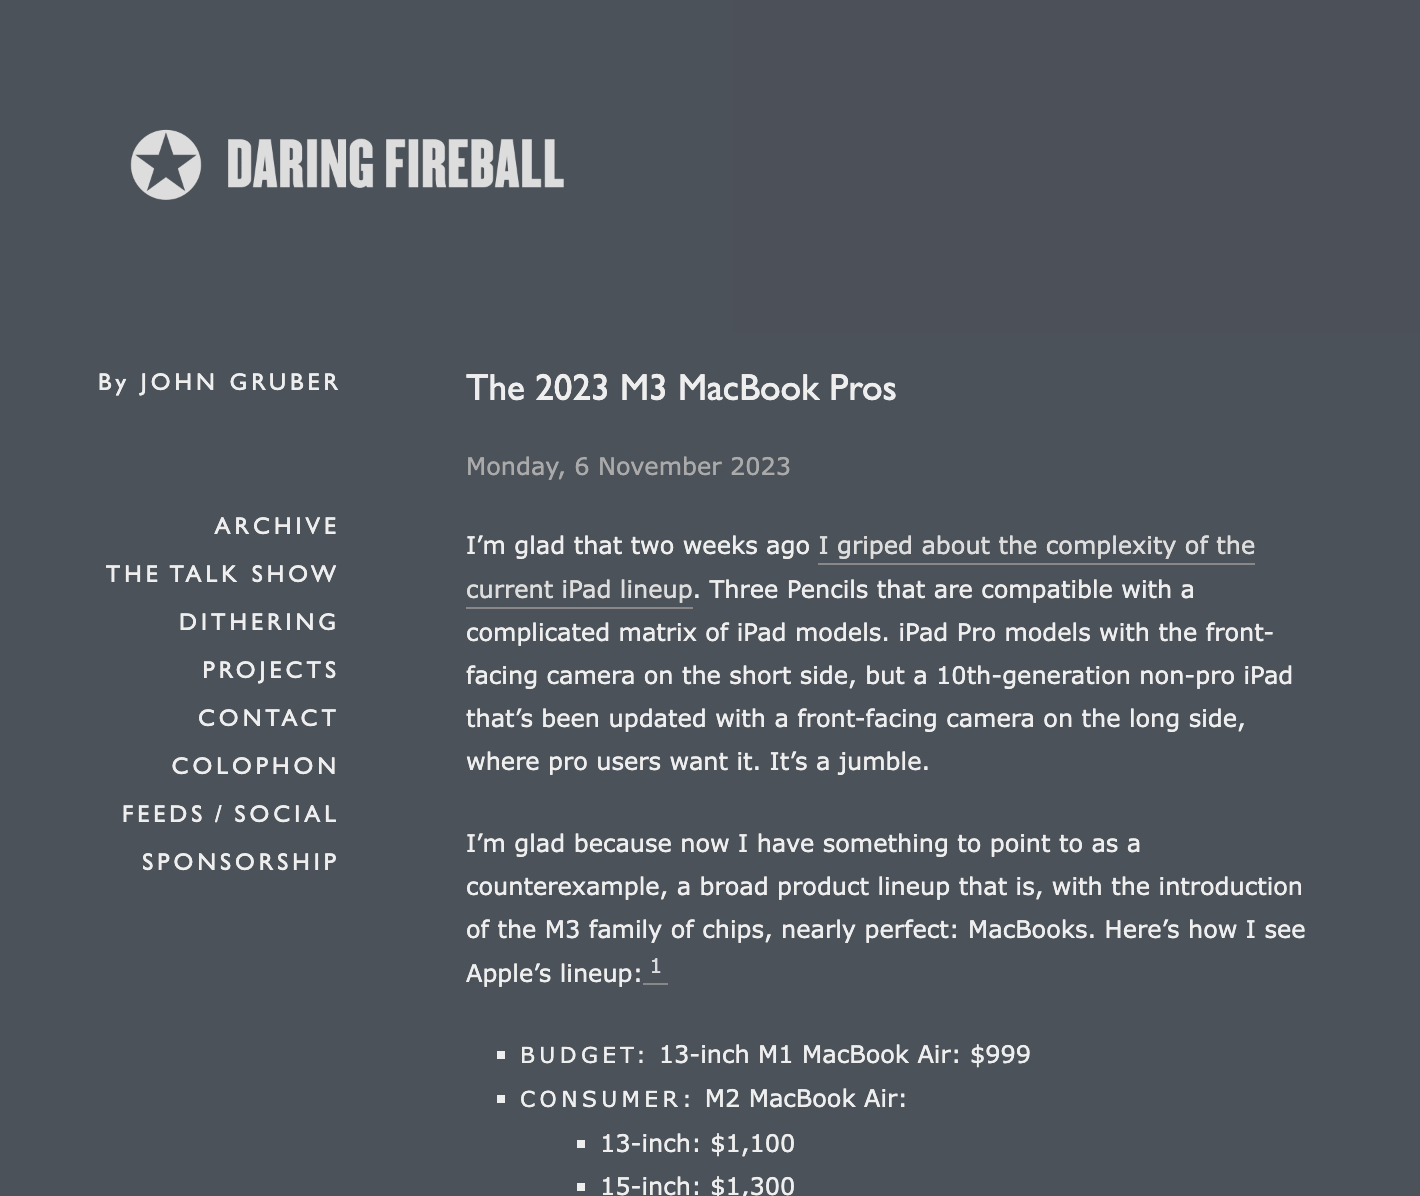 DARING FIREBALL
By JOHN GRUBER
ARCHIVE
THE TALK SHOW
DITHERING
PROJECTS
CONTACT
COLOPHON
FEEDS / SOCIAL
SPONSORSHIP
The 2023 M3 MacBook Pros
Monday, 6 November 2023
I’m glad that two weeks ago I griped about the complexity of the
current iPad lineup. Three Pencils that are compatible with a
complicated matrix of iPad models. iPad Pro models with the front-
facing camera on the short side, but a 10th-generation non-pro iPad
that’s been updated with a front-facing camera on the long side,
where pro users want it. It’s a jumble.
I’m glad because now I have something to point to as a
counterexample, a broad product lineup that is, with the introduction
of the M3 family of chips, nearly perfect: MacBooks. Here’s how I see
Apple’s lineup: 1
▪ BUDGET: 13-inch M1 MacBook Air: $999
▪ CONSUMER: M2 MacBook Air:
▪ 13-inch: $1,100
▪ 15-inch: $1,300